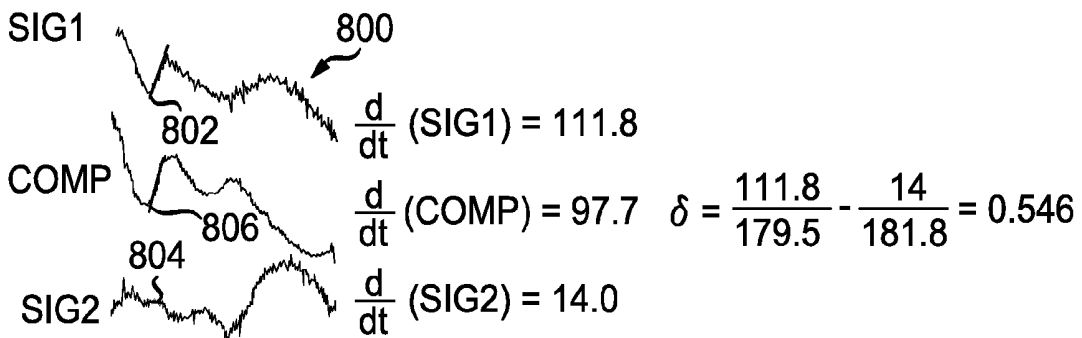 SIG1
800
802
d/dt (SIG1) = 111.8
COMP
806
d/dt (COMP) = 97.7 δ = 111.8/179.5 - 14/181.8 = 0.546
804
SIG2
d/dt (SIG2) = 14.0